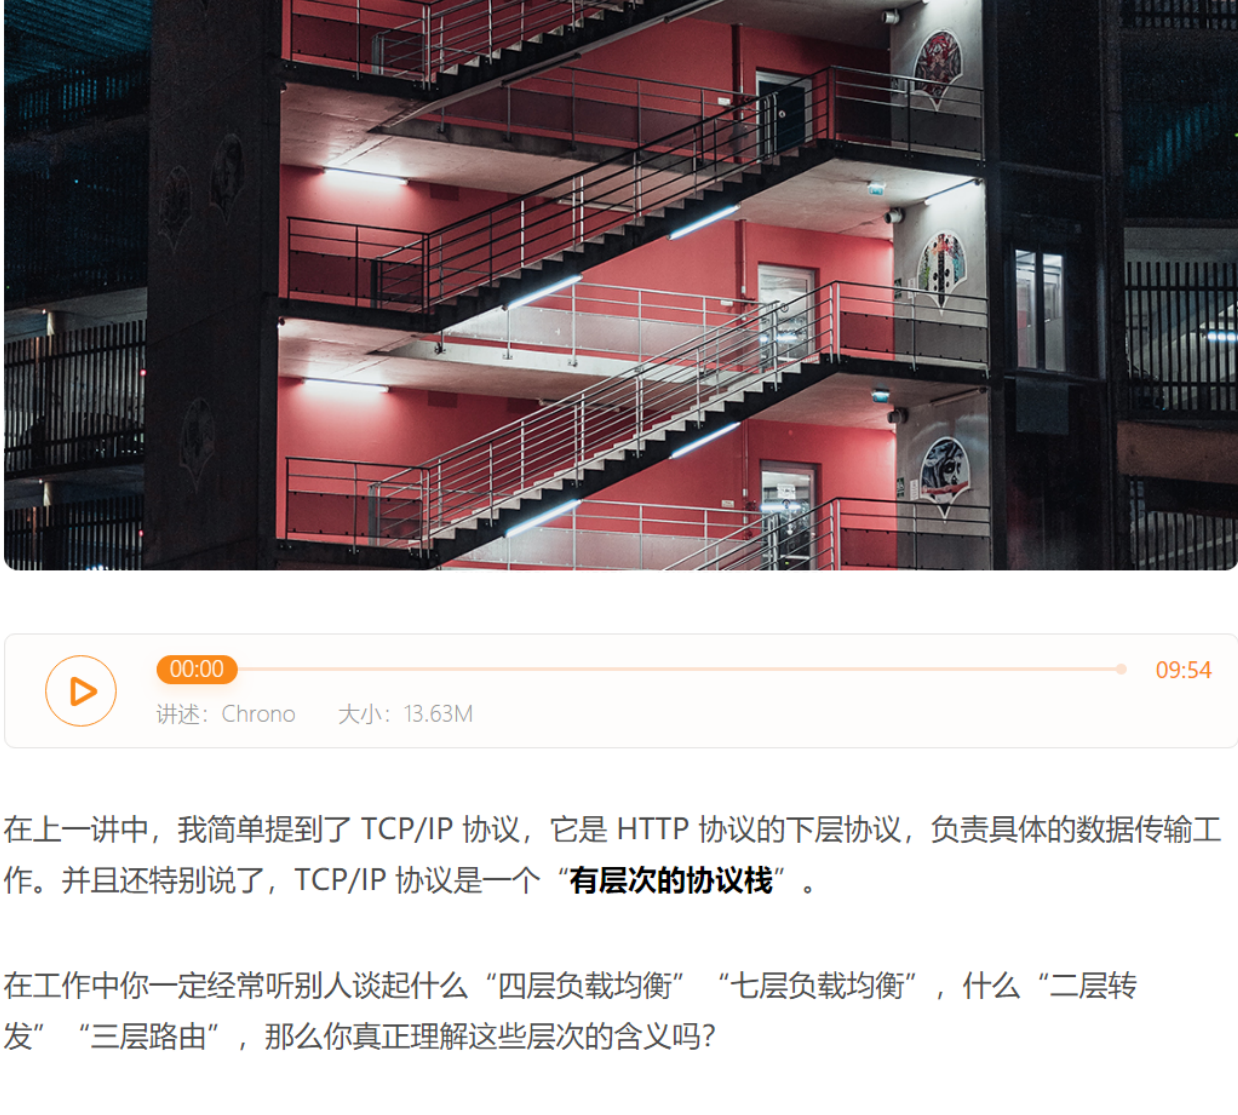 00:00
09:54
讲述：Chrono 大小：13.63M
在上一讲中，我简单提到了 TCP/IP 协议，它是 HTTP 协议的下层协议，负责具体的数据传输工
作。并且还特别说了，TCP/IP 协议是一个“有层次的协议栈”。
在工作中你一定经常听别人谈起什么“四层负载均衡”“七层负载均衡”，什么“二层转
发”“三层路由”，那么你真正理解这些层次的含义吗？